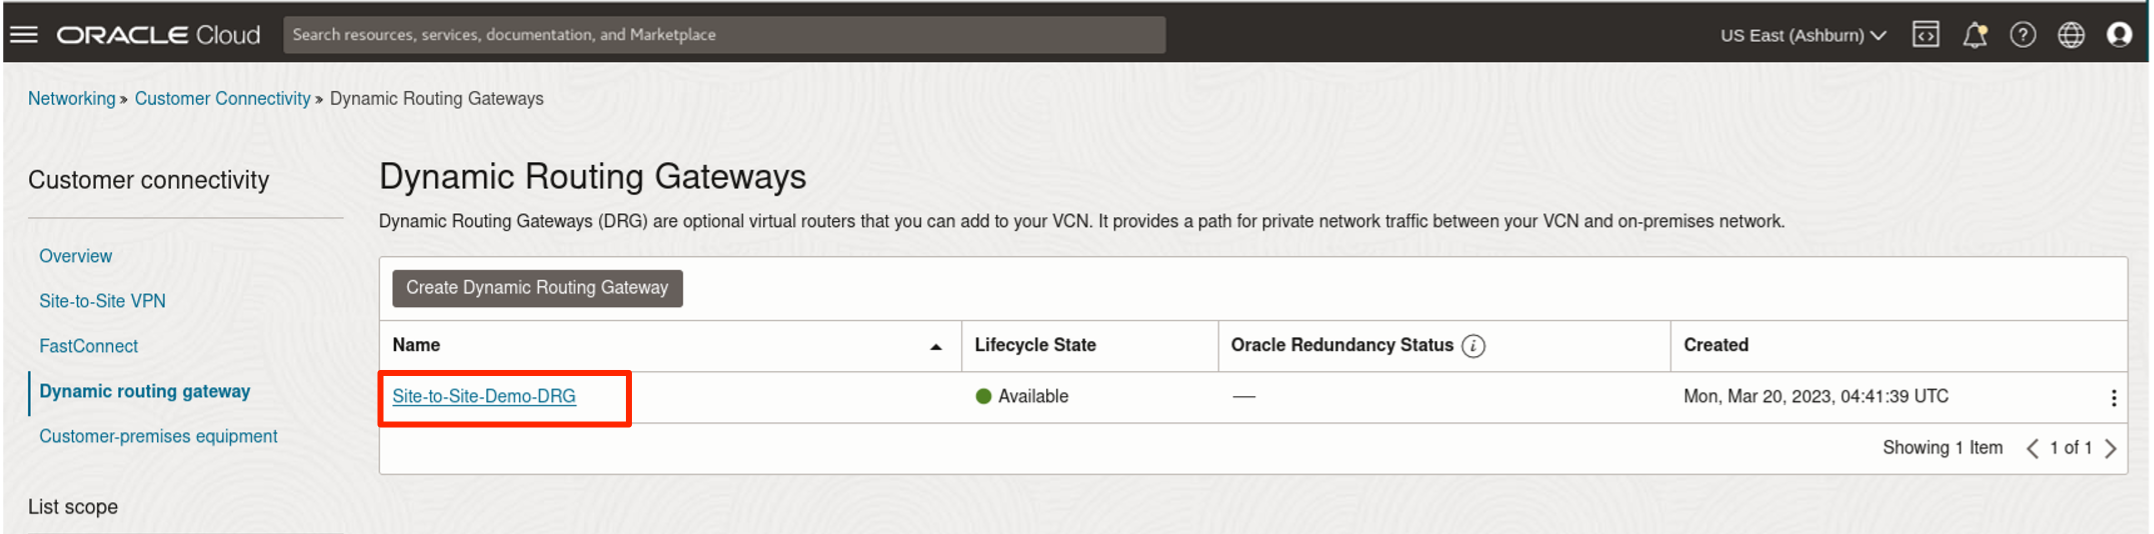 ORACLE Cloud
Search resources, services, documentation, and Marketplace
US East (Ashburn)
Networking » Customer Connectivity » Dynamic Routing Gateways
Customer connectivity
Overview
Site-to-Site VPN
FastConnect
Dynamic routing gateway
Customer-premises equipment
List scope
Dynamic Routing Gateways
Dynamic Routing Gateways (DRG) are optional virtual routers that you can add to your VCN. It provides a path for private network traffic between your VCN and on-premises network.
Create Dynamic Routing Gateway
Name Lifecycle State Oracle Redundancy Status i Created
Site-to-Site-Demo-DRG Available — Mon, Mar 20, 2023, 04:41:39 UTC
Showing 1 Item < 1 of 1 >